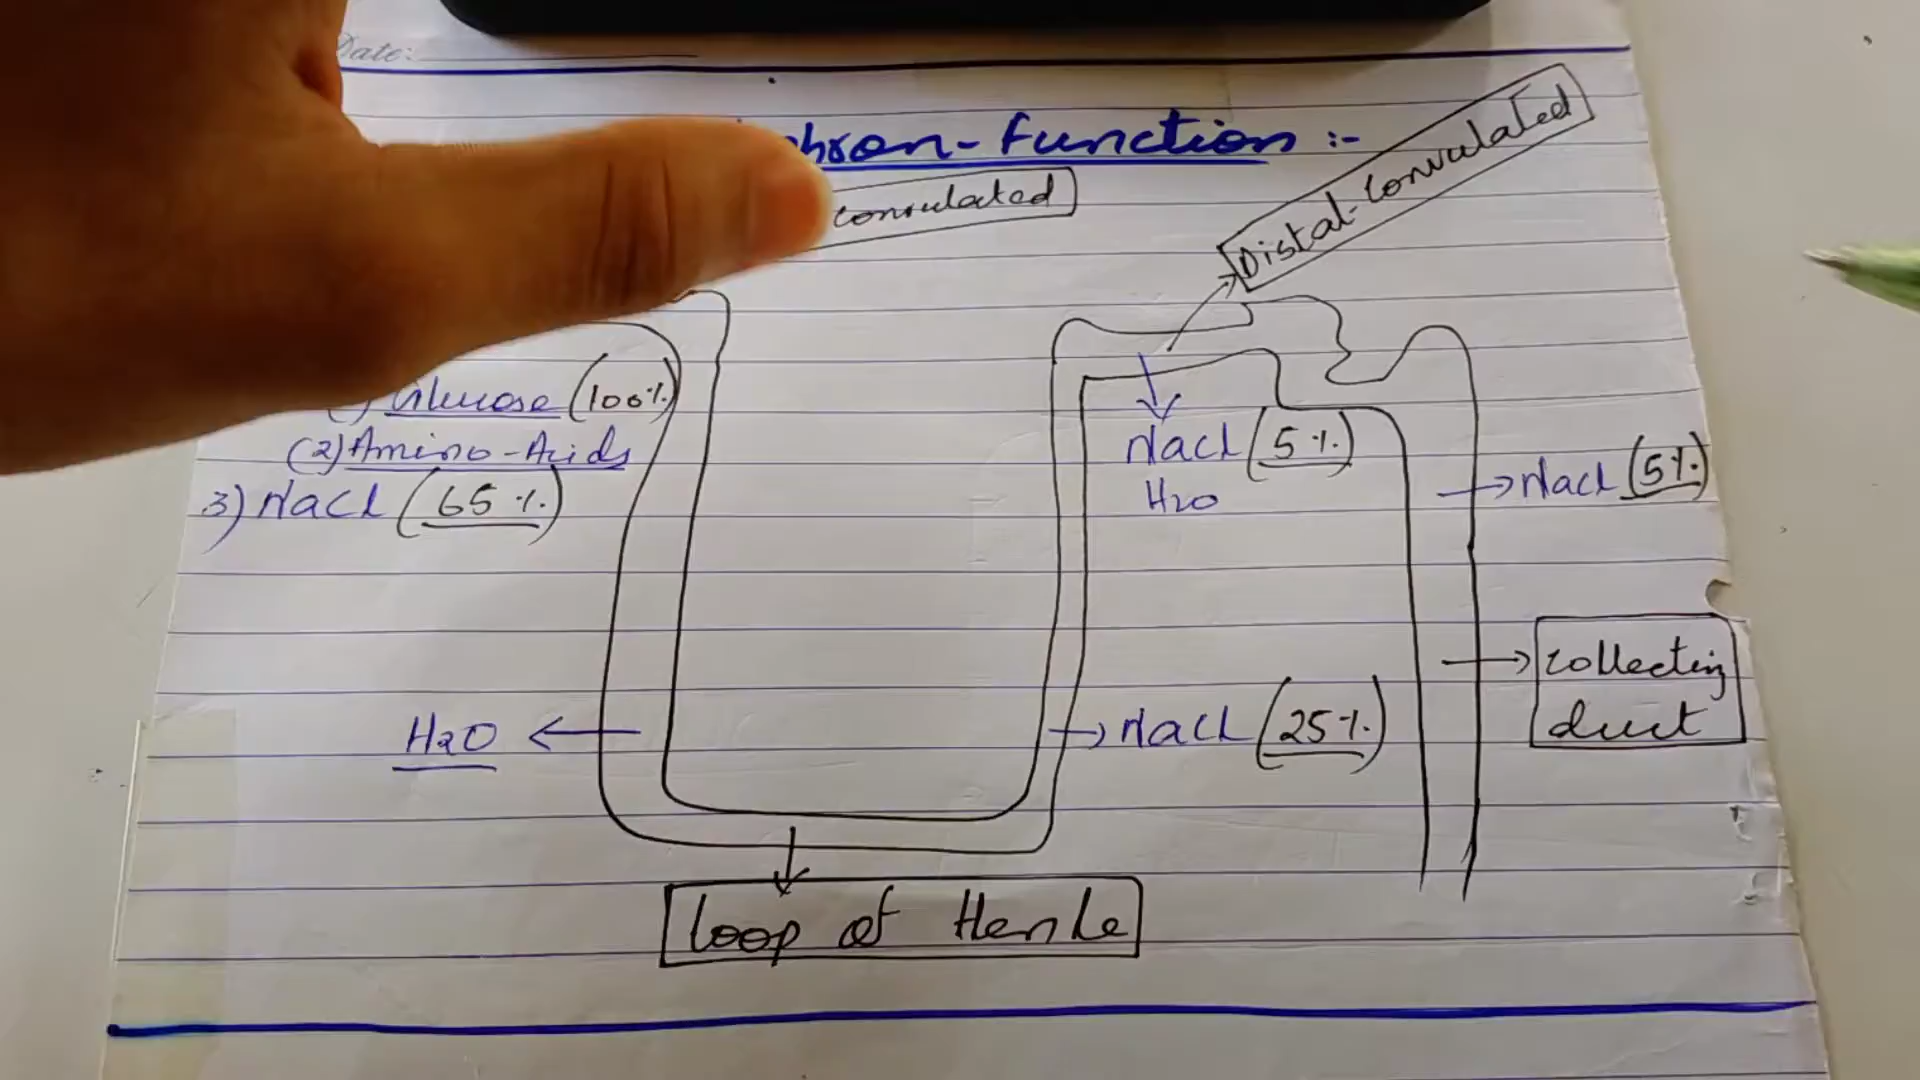 Date:
Function :-
convulated
Distal-Convulated
(1) Glucose (100%)
(2) Amino-Acids
3) NaCl (65%)
NaCl (5%)
H2O
NaCl (5%)
collecting
duct
H2O
NaCl (25%)
Loop of Henle